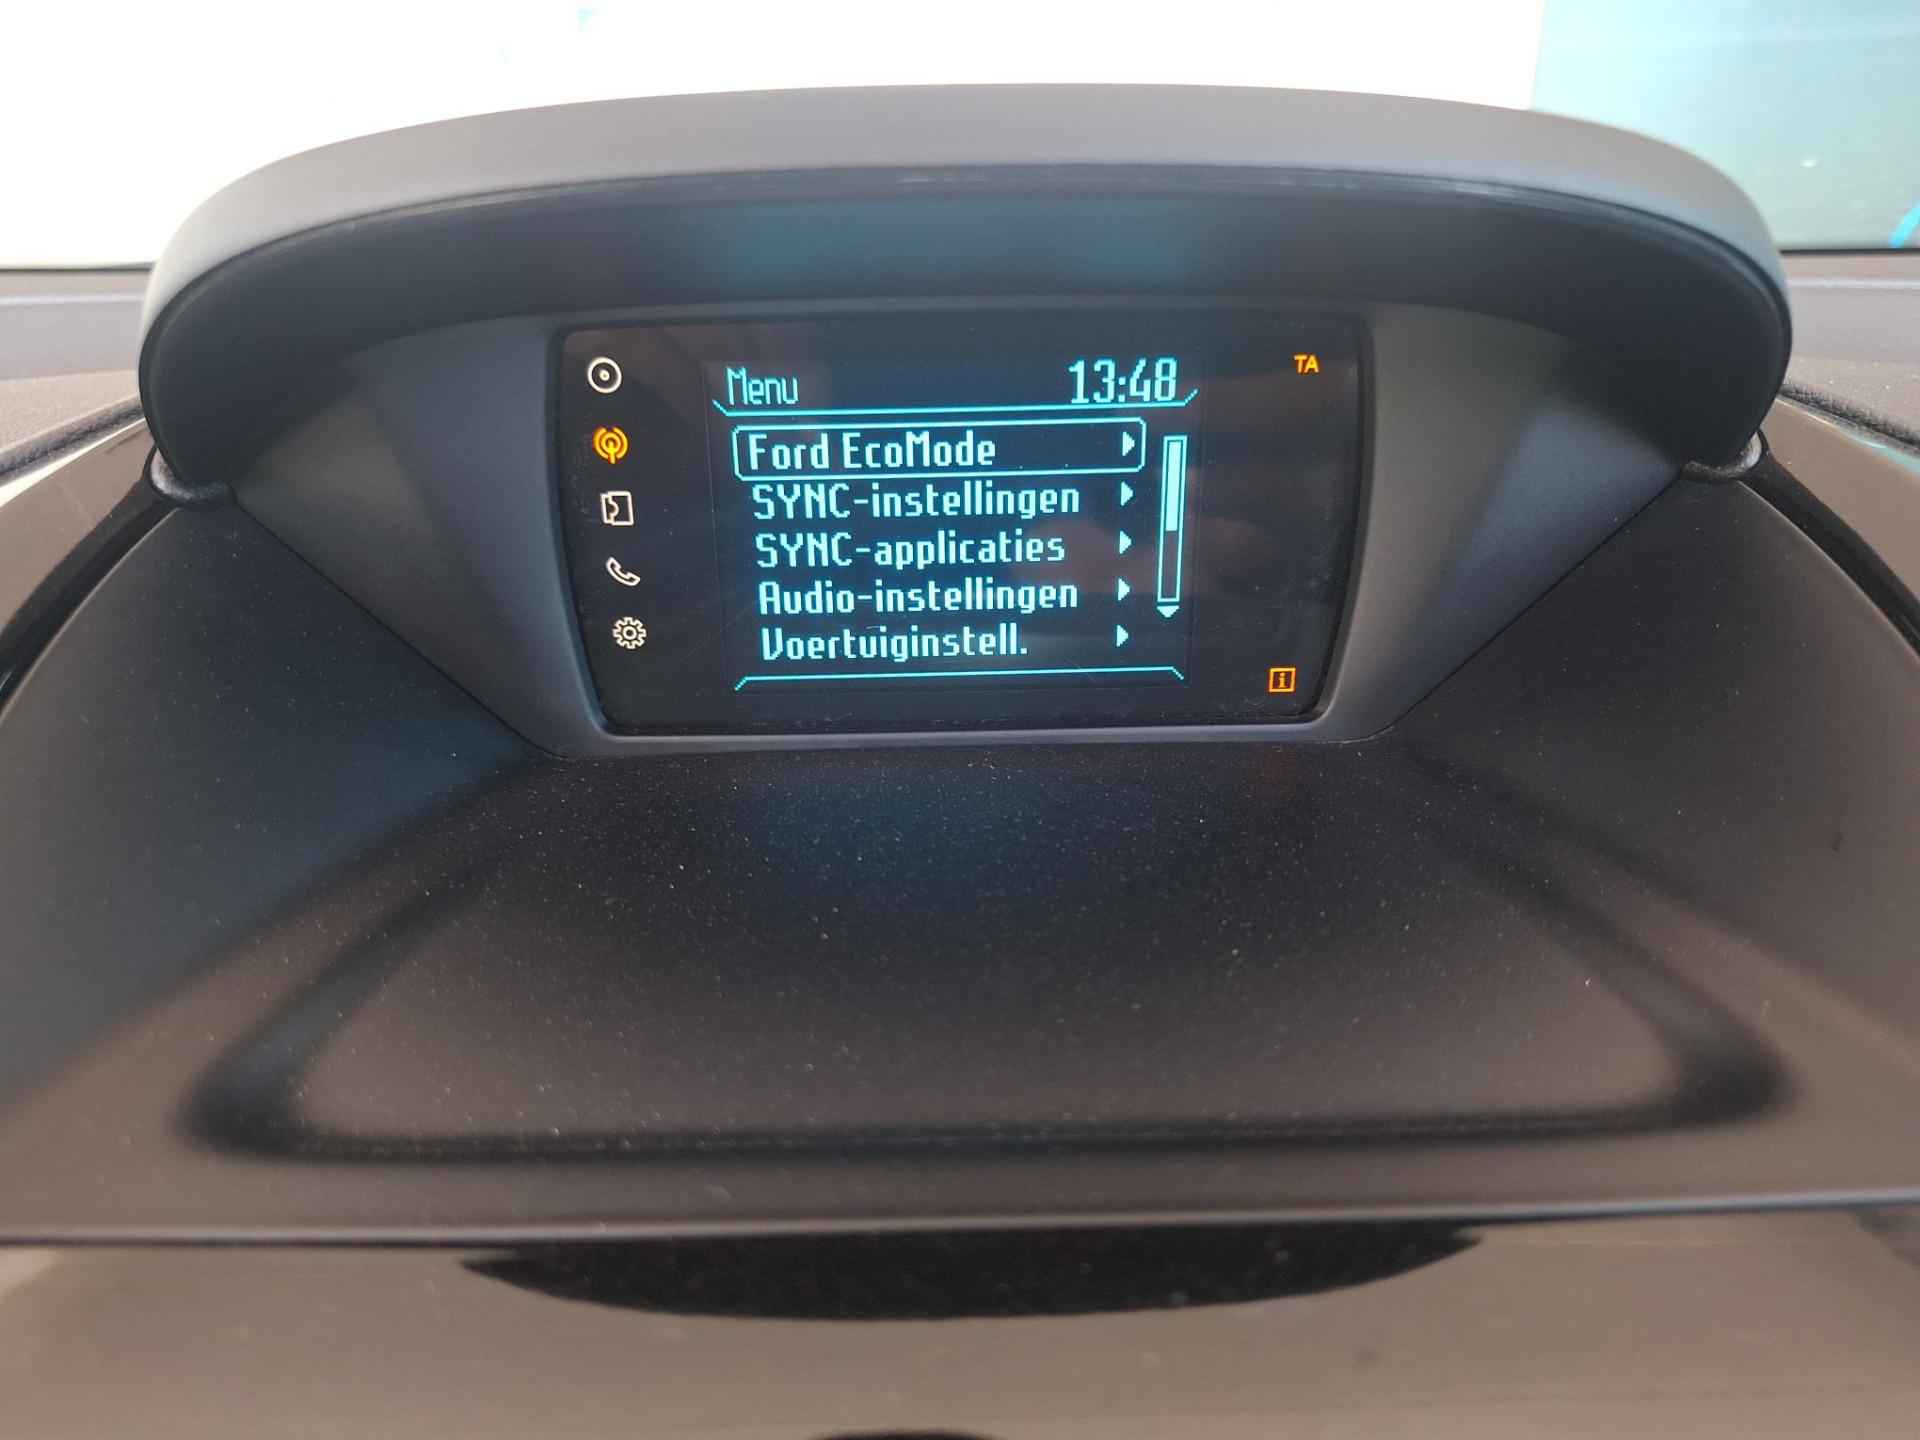 Menu 13:48 TA
Ford EcoMode
SYNC-instellingen
SYNC-applicaties
Audio-instellingen
Voertuiginstell.
i